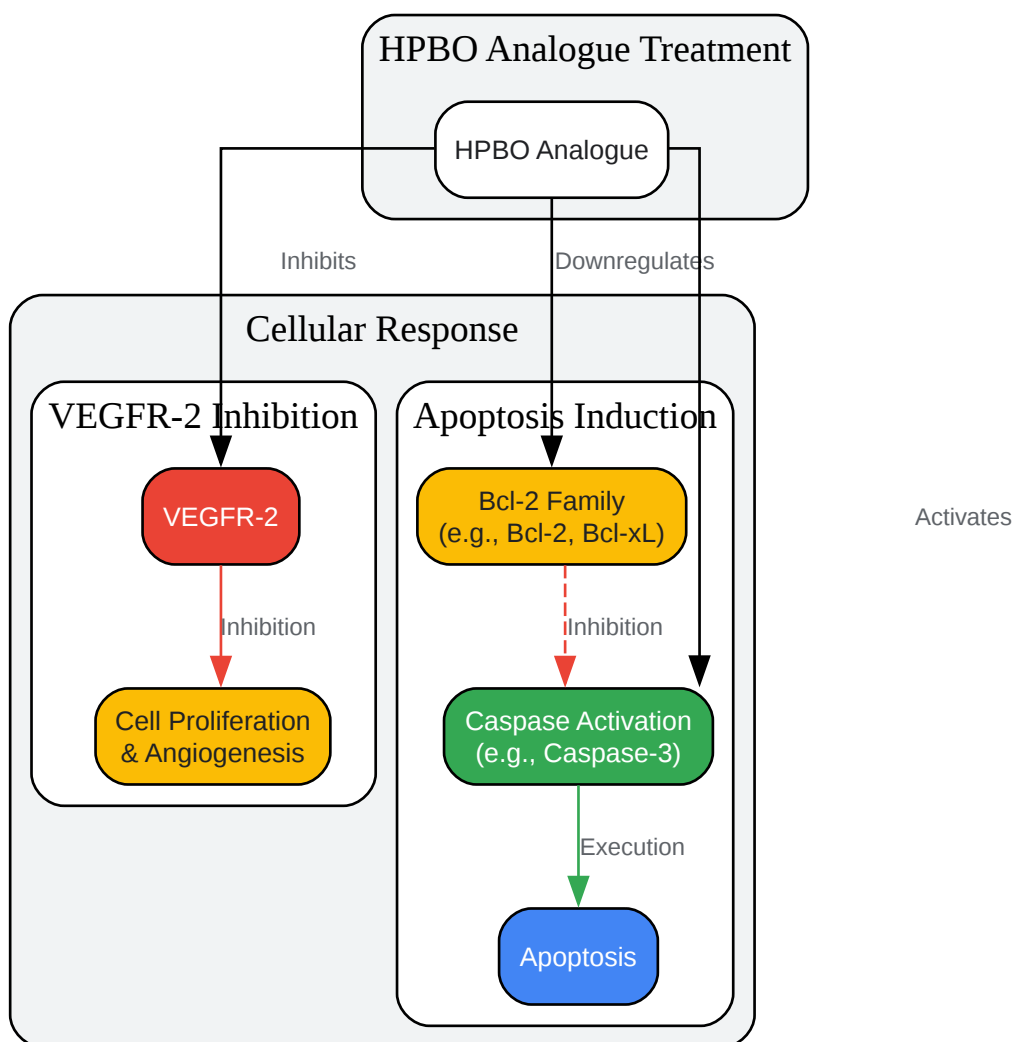 HPBO Analogue Treatment
HPBO Analogue
Inhibits
Downregulates
Cellular Response
VEGFR-2 Inhibition
Apoptosis Induction
VEGFR-2
Bcl-2 Family
(e.g., Bcl-2, Bcl-xL)
Activates
Inhibition
Inhibition
Cell Proliferation
& Angiogenesis
Caspase Activation
(e.g., Caspase-3)
Execution
Apoptosis